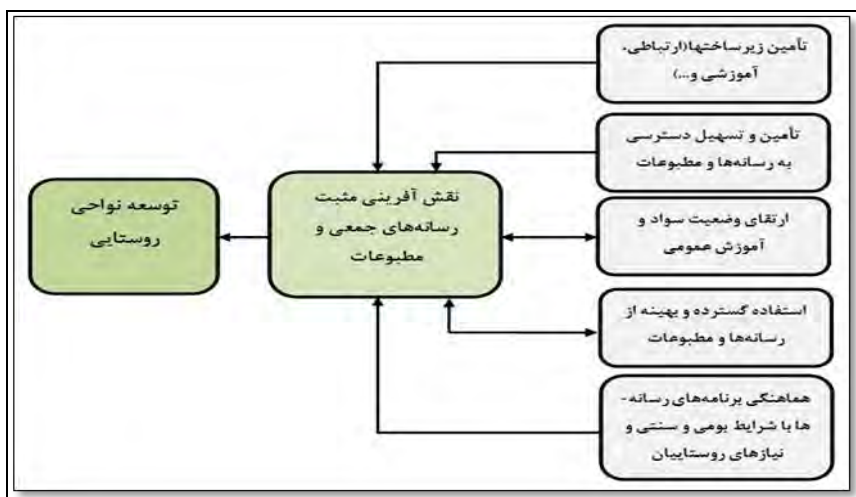 تأمین زیرساختها(ارتباطی،
آموزشی و...)
تأمین و تسهیل دسترسی
به رسانه‌ها و مطبوعات
ارتقای وضعیت سواد و
آموزش عمومی
استفاده گسترده و بهینه از
رسانه‌ها و مطبوعات
هماهنگی برنامه‌های رسانه-
ها با شرایط بومی و سنتی و
نیازهای روستاییان
نقش آفرینی مثبت
رسانه‌های جمعی و
مطبوعات
توسعه نواحی
روستایی